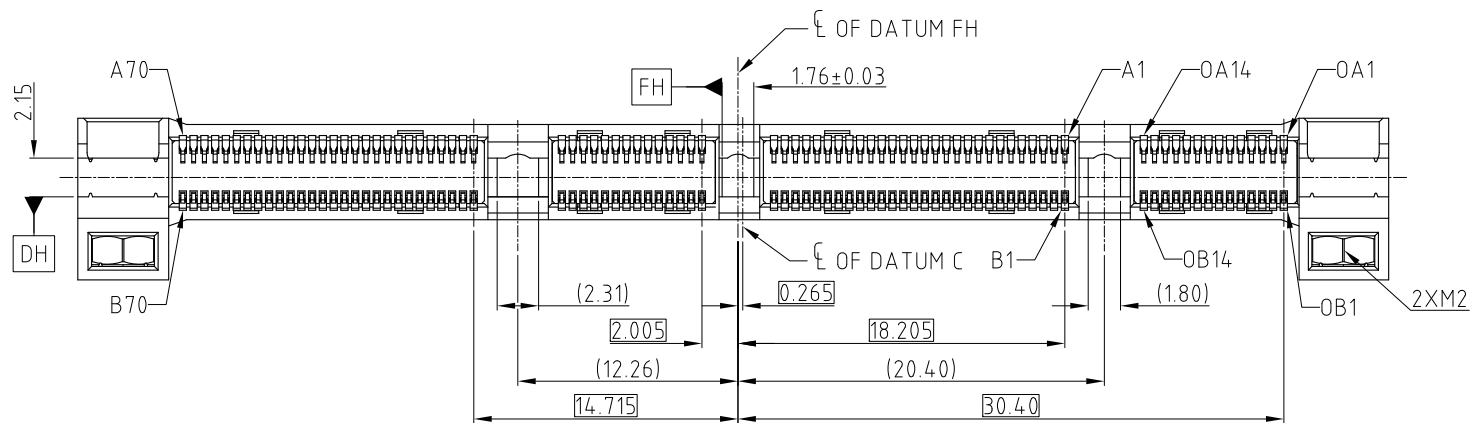 ℄ OF DATUM FH
A70
FH
1.76±0.03
A1
OA14
OA1
2.15
DH
B70
℄ OF DATUM C
B1
OB14
OB1
2XM2
(2.31)
0.265
(1.80)
2.005
18.205
(12.26)
(20.40)
14.715
30.40